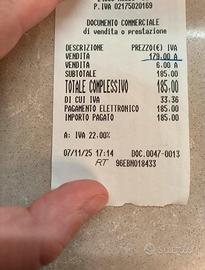 P.IVA 02175020169
DOCUMENTO COMMERCIALE
di vendita o prestazione
DESCRIZIONE PREZZO(E) IVA
VENDITA 179.00 A
VENDITA 6.00 A
SUBTOTALE 185.00
TOTALE COMPLESSIVO 185.00
DI CUI IVA 33.36
PAGAMENTO ELETTRONICO 185.00
IMPORTO PAGATO 185.00
A: IVA 22.00%
07/11/25 17:14 DOC.0047-0013
RT 96EBN018433
subito